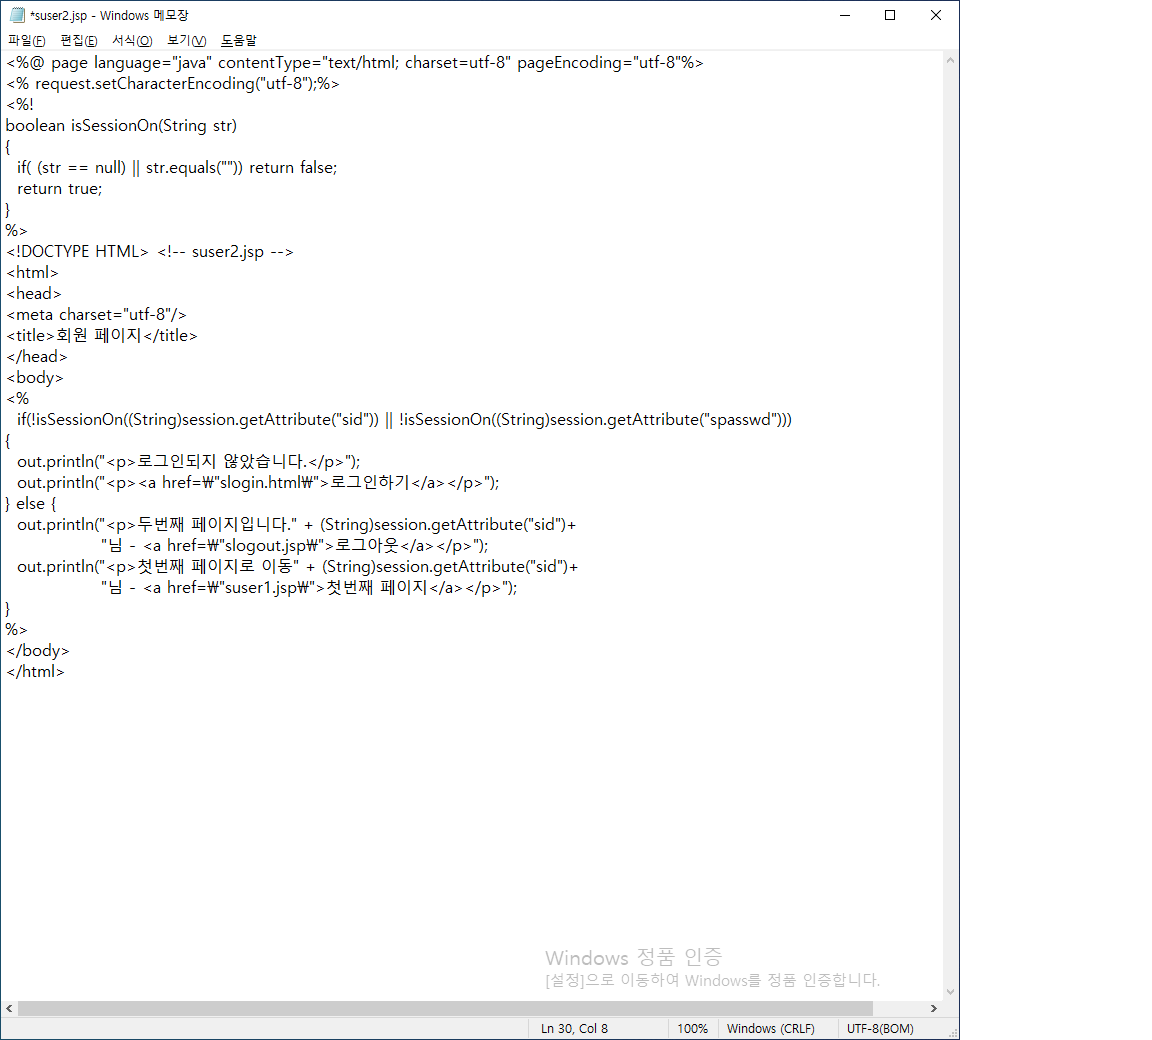 *suser2.jsp - Windows 메모장
파일(F) 편집(E) 서식(O) 보기(V) 도움말
<%@ page language="java" contentType="text/html; charset=utf-8" pageEncoding="utf-8"%>
<% request.setCharacterEncoding("utf-8");%>
<%!
boolean isSessionOn(String str)
{
   if( (str == null) || str.equals("")) return false;
   return true;
}
%>
<!DOCTYPE HTML> <!-- suser2.jsp -->
<html>
<head>
<meta charset="utf-8"/>
<title>회원 페이지</title>
</head>
<body>
<%
   if(!isSessionOn((String)session.getAttribute("sid")) || !isSessionOn((String)session.getAttribute("spasswd")))
{
   out.println("<p>로그인되지 않았습니다.</p>");
   out.println("<p><a href=₩"slogin.html₩">로그인하기</a></p>");
} else {
   out.println("<p>두번째 페이지입니다." + (String)session.getAttribute("sid")+
                     "님 - <a href=₩"slogout.jsp₩">로그아웃</a></p>");
   out.println("<p>첫번째 페이지로 이동" + (String)session.getAttribute("sid")+
                     "님 - <a href=₩"suser1.jsp₩">첫번째 페이지</a></p>");
}
%>
</body>
</html>
Windows 정품 인증
[설정]으로 이동하여 Windows를 정품 인증합니다.
Ln 30, Col 8 100% Windows (CRLF) UTF-8(BOM)